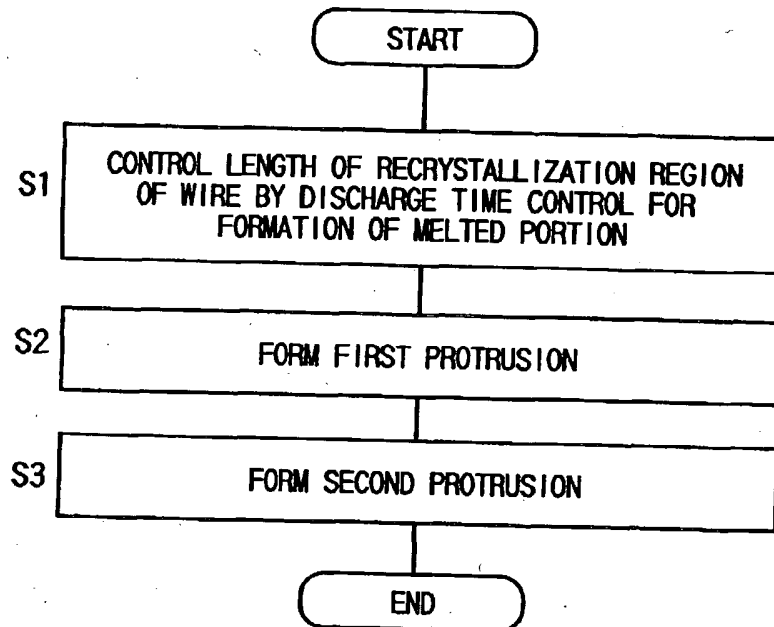 START
S1
CONTROL LENGTH OF RECRYSTALLIZATION REGION
OF WIRE BY DISCHARGE TIME CONTROL FOR
FORMATION OF MELTED PORTION
S2
FORM FIRST PROTRUSION
S3
FORM SECOND PROTRUSION
END